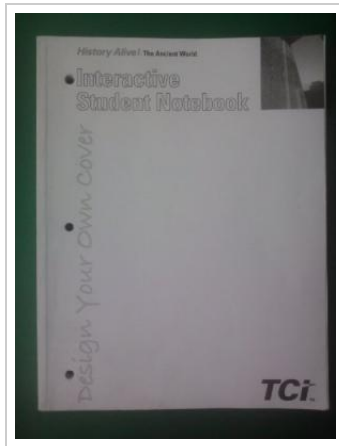 History Alive! The Ancient World
Interactive
Student Notebook
Design Your Own Cover
TCi